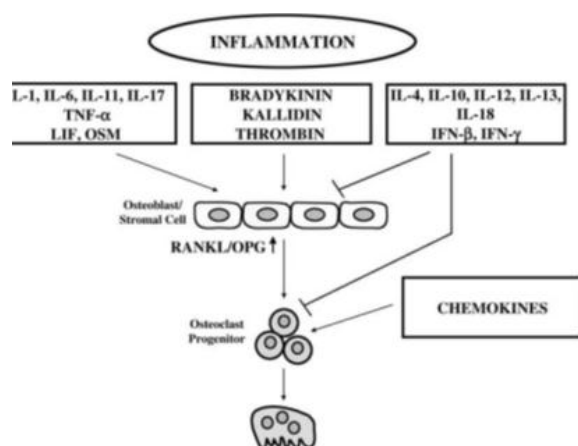 INFLAMMATION
L-1, IL-6, IL-11, IL-17
TNF-α
LIF, OSM
BRADYKININ
KALLIDIN
THROMBIN
IL-4, IL-10, IL-12, IL-13,
IL-18
IFN-β, IFN-γ
Osteoblast/
Stromal Cell
RANKL/OPG
CHEMOKINES
Osteoclast
Progenitor